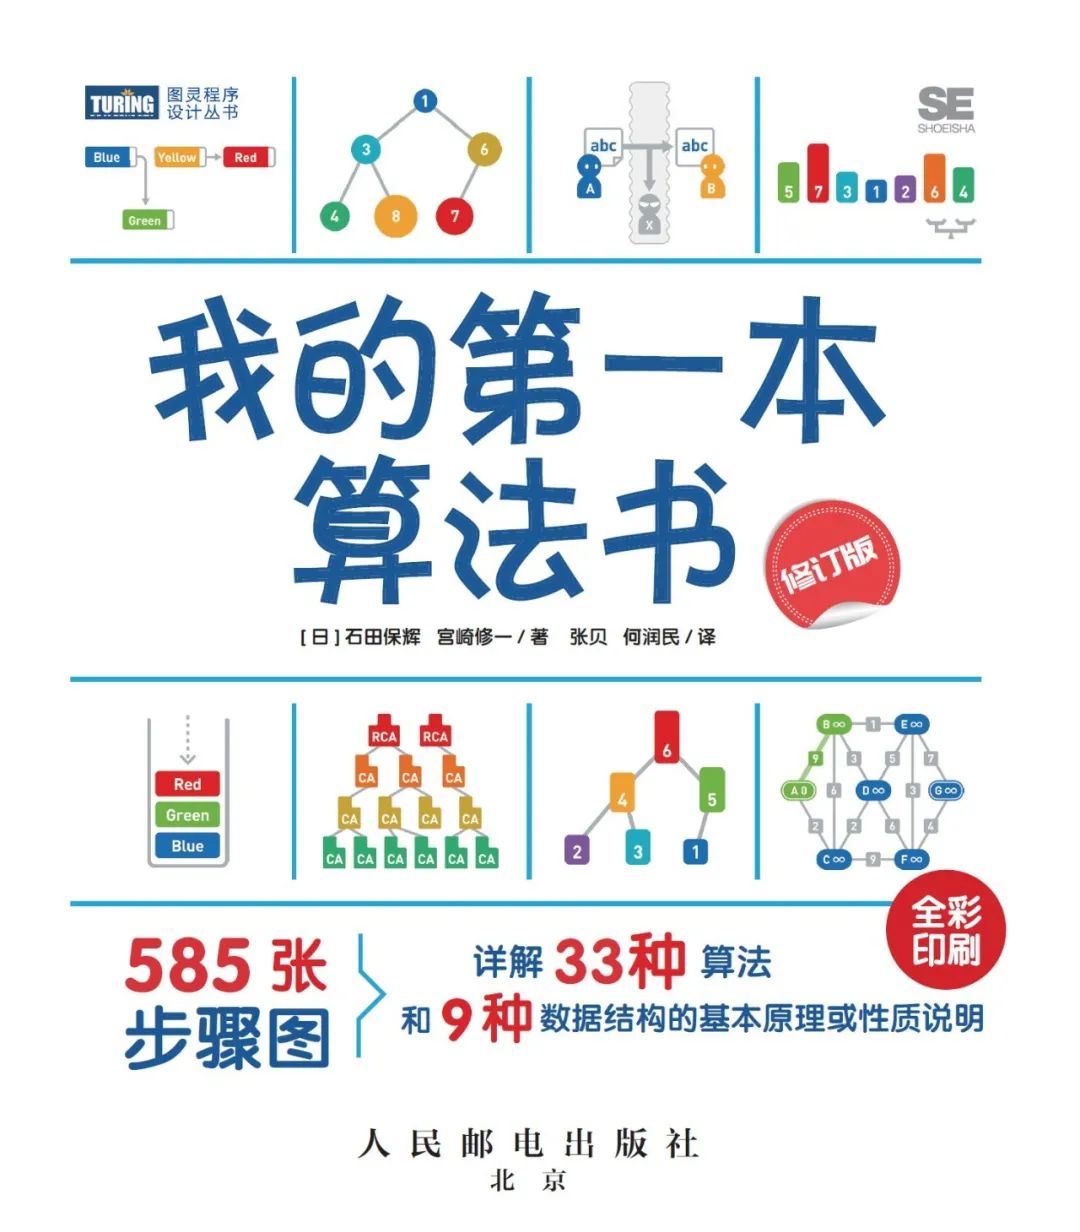 TURING 图灵程序
设计丛书
Blue Yellow Red
Green
1
3 6
4 8 7
abc abc
A B
X
SE
SHOEISHA
5 7 3 1 2 6 4
我的第一本
算法书
修订版
[日]石田保辉 宫崎修一/著 张贝 何润民/译
Red
Green
Blue
RCA RCA
CA CA CA
CA CA CA CA
CA CA CA CA CA CA
6
4 5
2 3 1
B∞ 1 E∞
9 3 5 7
A0 6 D∞ 3 G∞
2 2 6 4
C∞ 9 F∞
全彩
印刷
585张
步骤图
详解33种算法
和9种数据结构的基本原理或性质说明
人民邮电出版社
北京